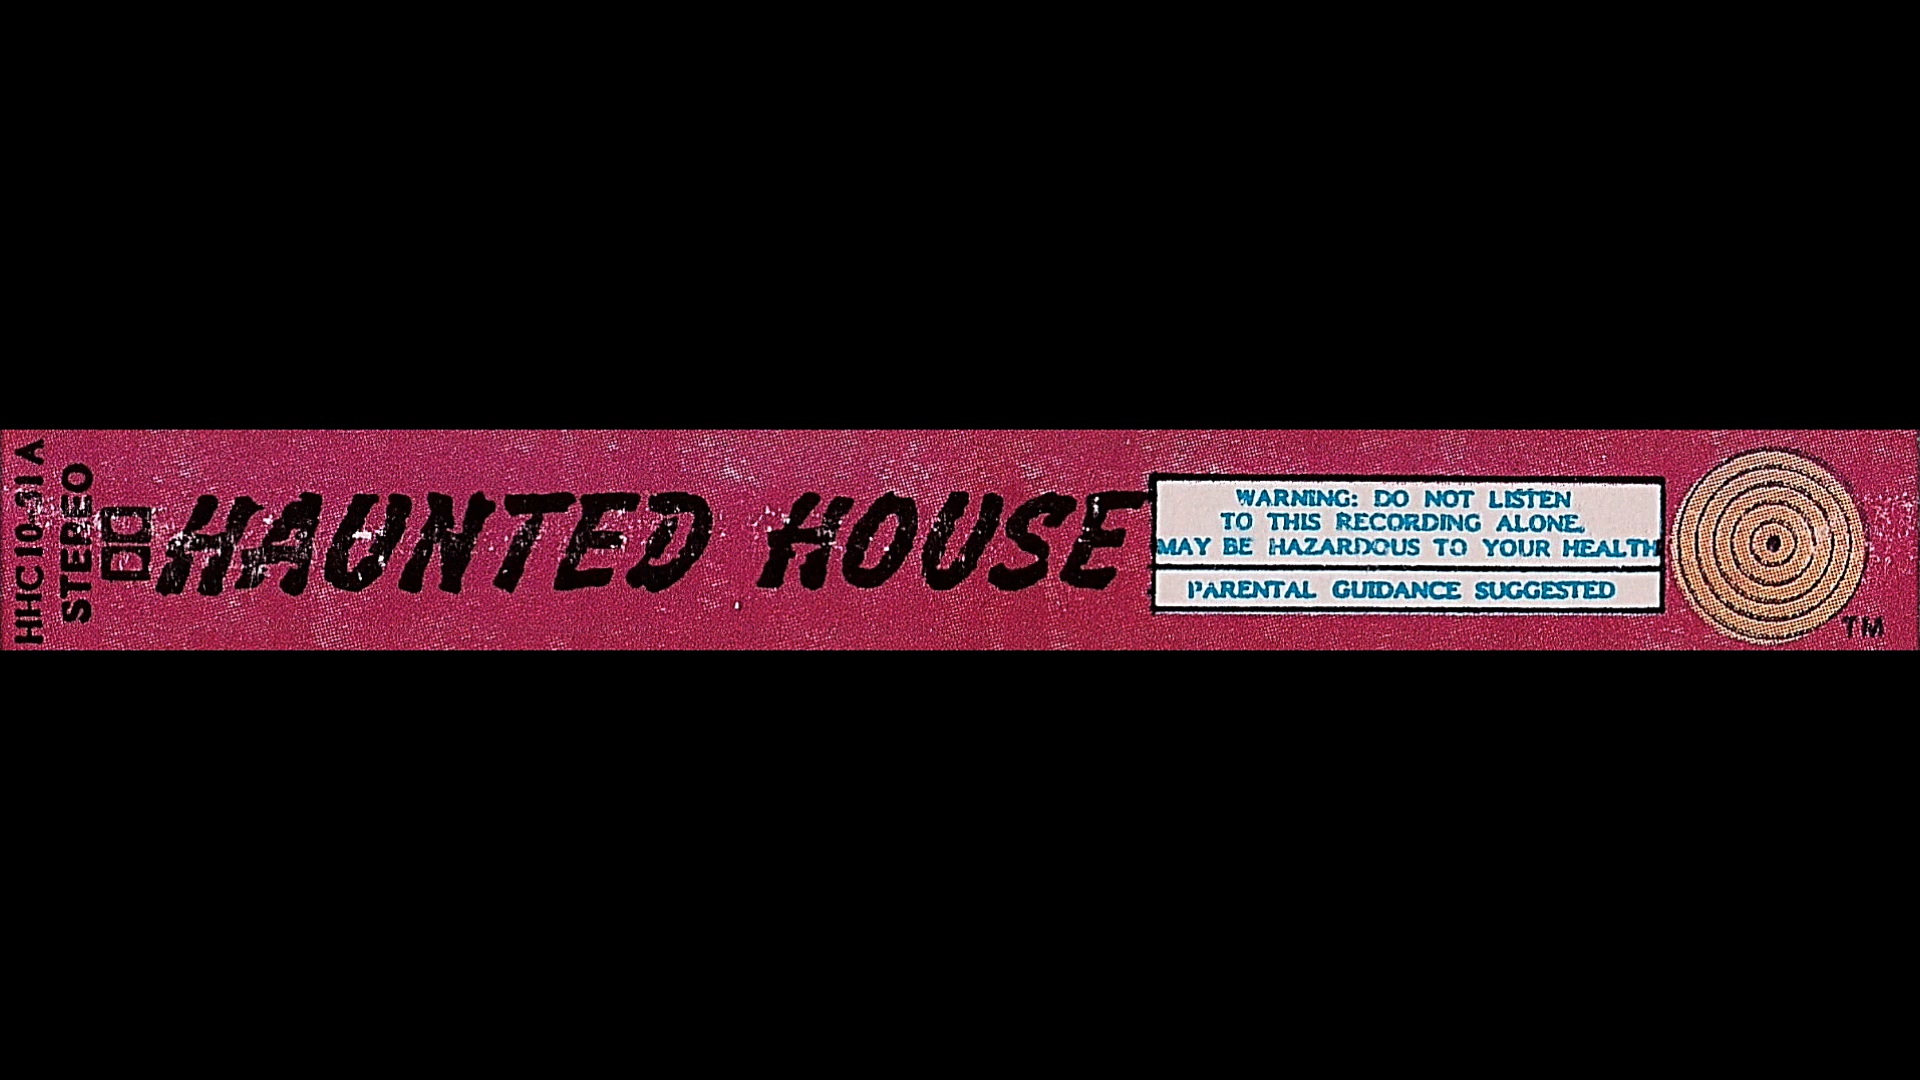 HHC10-91 A
STEREO
HAUNTED HOUSE
WARNING: DO NOT LISTEN
TO THIS RECORDING ALONE.
MAY BE HAZARDOUS TO YOUR HEALTH
PARENTAL GUIDANCE SUGGESTED
TM